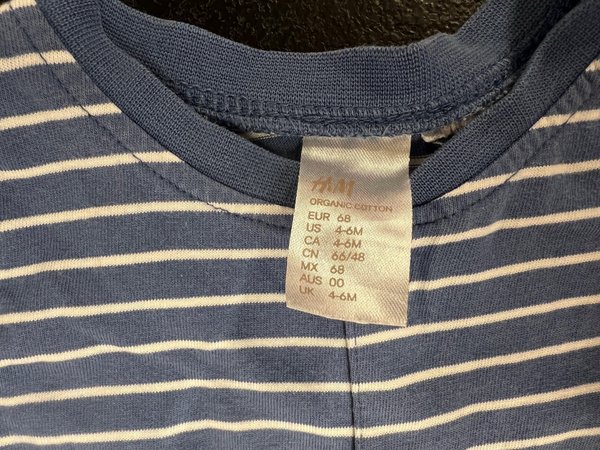 H&M
ORGANIC COTTON
EUR 68
US 4-6M
CA 4-6M
CN 66/48
MX 68
AUS 00
UK 4-6M